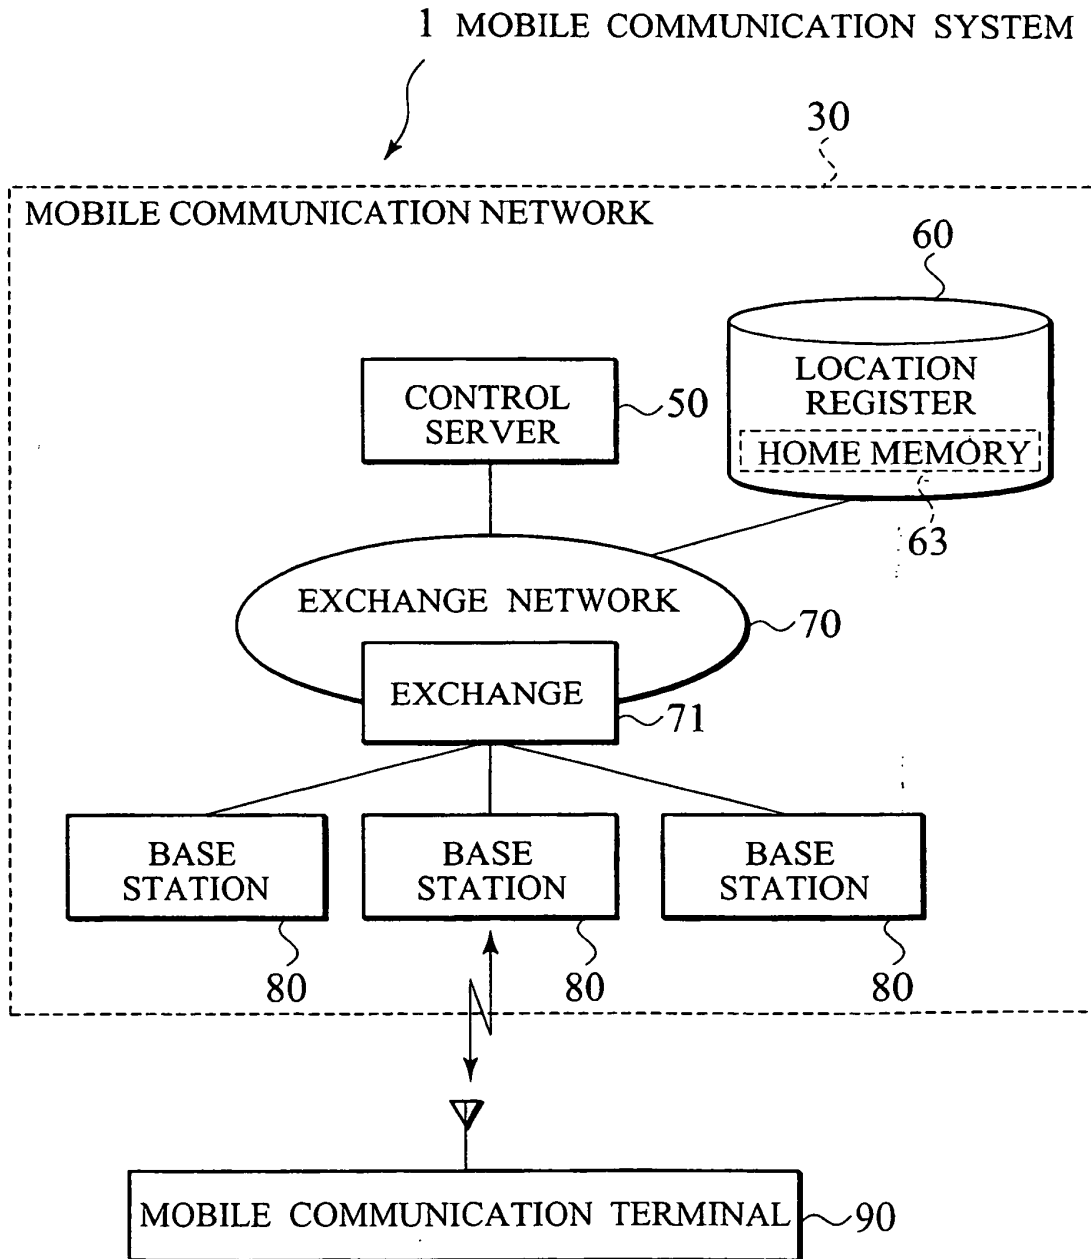 1 MOBILE COMMUNICATION SYSTEM
30
MOBILE COMMUNICATION NETWORK
60
LOCATION
REGISTER
HOME MEMORY
63
CONTROL
SERVER
50
EXCHANGE NETWORK
70
EXCHANGE
71
BASE
STATION
80
BASE
STATION
80
BASE
STATION
80
MOBILE COMMUNICATION TERMINAL
90